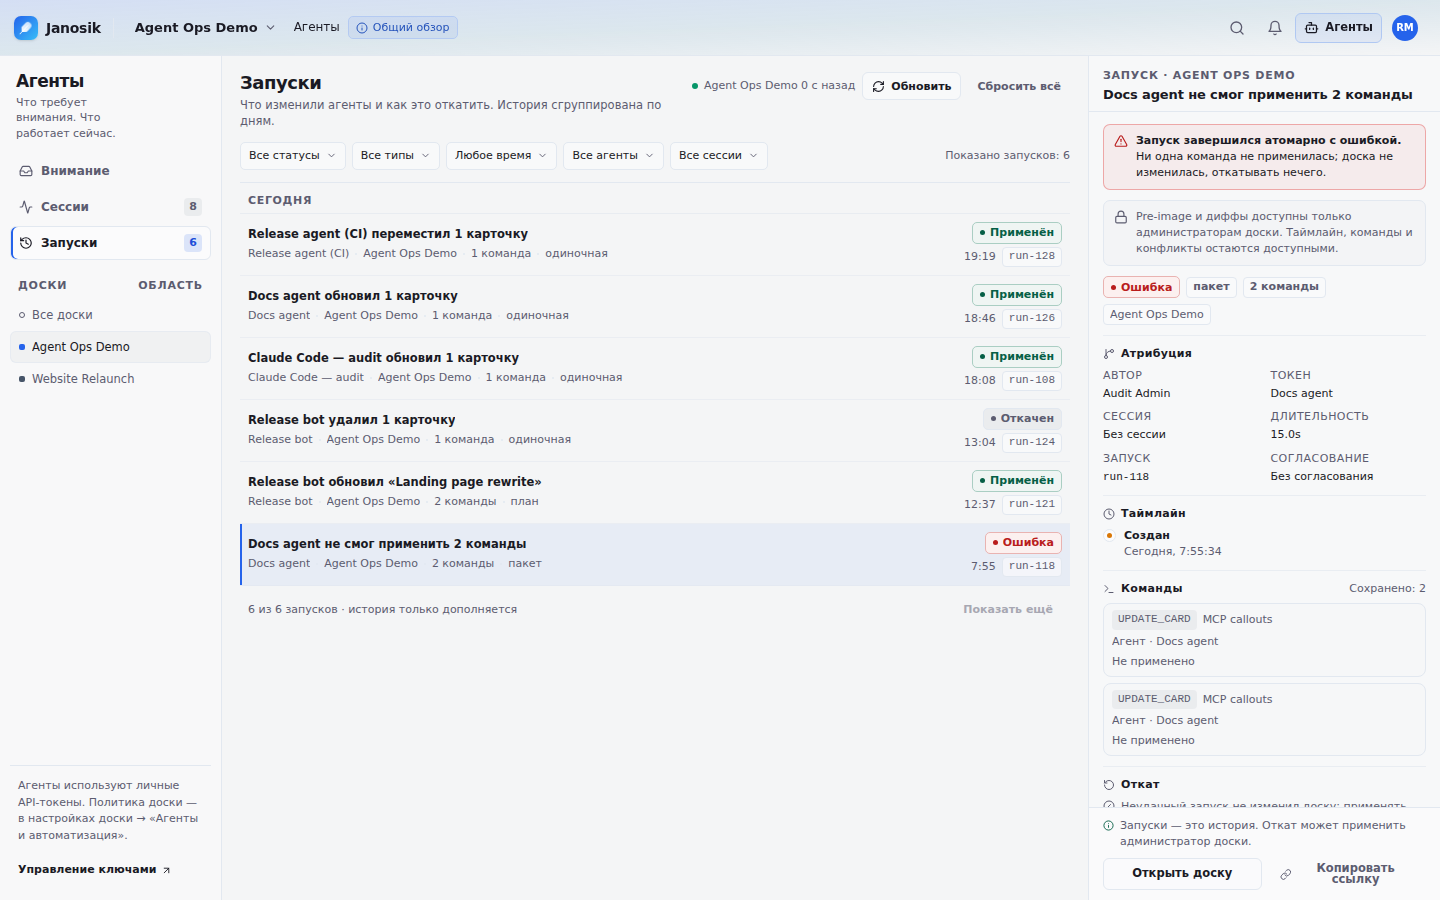 Janosik
Agent Ops Demo
Агенты
Общий обзор
Агенты
RM
Агенты
Что требует
внимания. Что
работает сейчас.
Внимание
Сессии 8
Запуски 6
ДОСКИ ОБЛАСТЬ
Все доски
Agent Ops Demo
Website Relaunch
Агенты используют личные
API-токены. Политика доски —
в настройках доски → «Агенты
и автоматизация».
Управление ключами
Запуски
Что изменили агенты и как это откатить. История сгруппирована по
дням.
Agent Ops Demo 0 с назад
Обновить
Сбросить всё
Все статусы
Все типы
Любое время
Все агенты
Все сессии
Показано запусков: 6
СЕГОДНЯ
Release agent (CI) переместил 1 карточку
Применён
Release agent (CI) · Agent Ops Demo · 1 команда · одиночная
19:19 run-128
Docs agent обновил 1 карточку
Применён
Docs agent · Agent Ops Demo · 1 команда · одиночная
18:46 run-126
Claude Code — audit обновил 1 карточку
Применён
Claude Code — audit · Agent Ops Demo · 1 команда · одиночная
18:08 run-108
Release bot удалил 1 карточку
Откачен
Release bot · Agent Ops Demo · 1 команда · одиночная
13:04 run-124
Release bot обновил «Landing page rewrite»
Применён
Release bot · Agent Ops Demo · 2 команды · план
12:37 run-121
Docs agent не смог применить 2 команды
Ошибка
Docs agent · Agent Ops Demo · 2 команды · пакет
7:55 run-118
6 из 6 запусков · история только дополняется
Показать ещё
ЗАПУСК · AGENT OPS DEMO
Docs agent не смог применить 2 команды
Запуск завершился атомарно с ошибкой.
Ни одна команда не применилась; доска не
изменилась, откатывать нечего.
Pre-image и диффы доступны только
администраторам доски. Таймлайн, команды и
конфликты остаются доступными.
Ошибка
пакет
2 команды
Agent Ops Demo
Атрибуция
АВТОР ТОКЕН
Audit Admin Docs agent
СЕССИЯ ДЛИТЕЛЬНОСТЬ
Без сессии 15.0s
ЗАПУСК СОГЛАСОВАНИЕ
run-118 Без согласования
Таймлайн
Создан
Сегодня, 7:55:34
Команды Сохранено: 2
UPDATE_CARD MCP callouts
Агент · Docs agent
Не применено
UPDATE_CARD MCP callouts
Агент · Docs agent
Не применено
Откат
Неудачный запуск не изменил доску; применять
Запуски — это история. Откат может применить
администратор доски.
Открыть доску
Копировать
ссылку